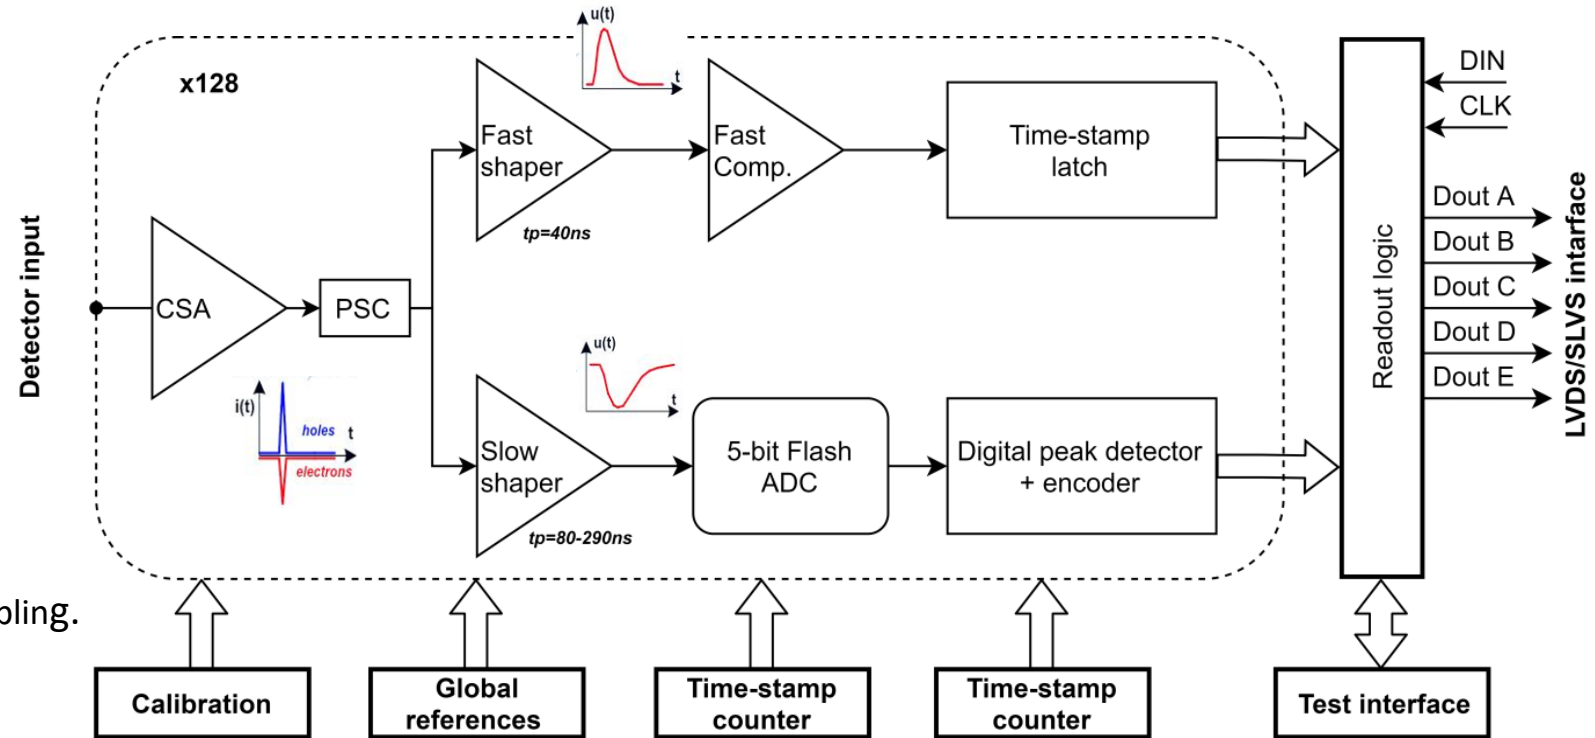 u(t)
t
x128
DIN
CLK
Fast
shaper
Fast
Comp.
Time-stamp
latch
tp=40ns
Detector input
CSA
PSC
Readout logic
Dout A
Dout B
Dout C
Dout D
Dout E
LVDS/SLVS intarface
i(t)
holes
t
electrons
u(t)
t
Slow
shaper
5-bit Flash
ADC
Digital peak detector
+ encoder
tp=80-290ns
bling.
Calibration
Global
references
Time-stamp
counter
Time-stamp
counter
Test interface